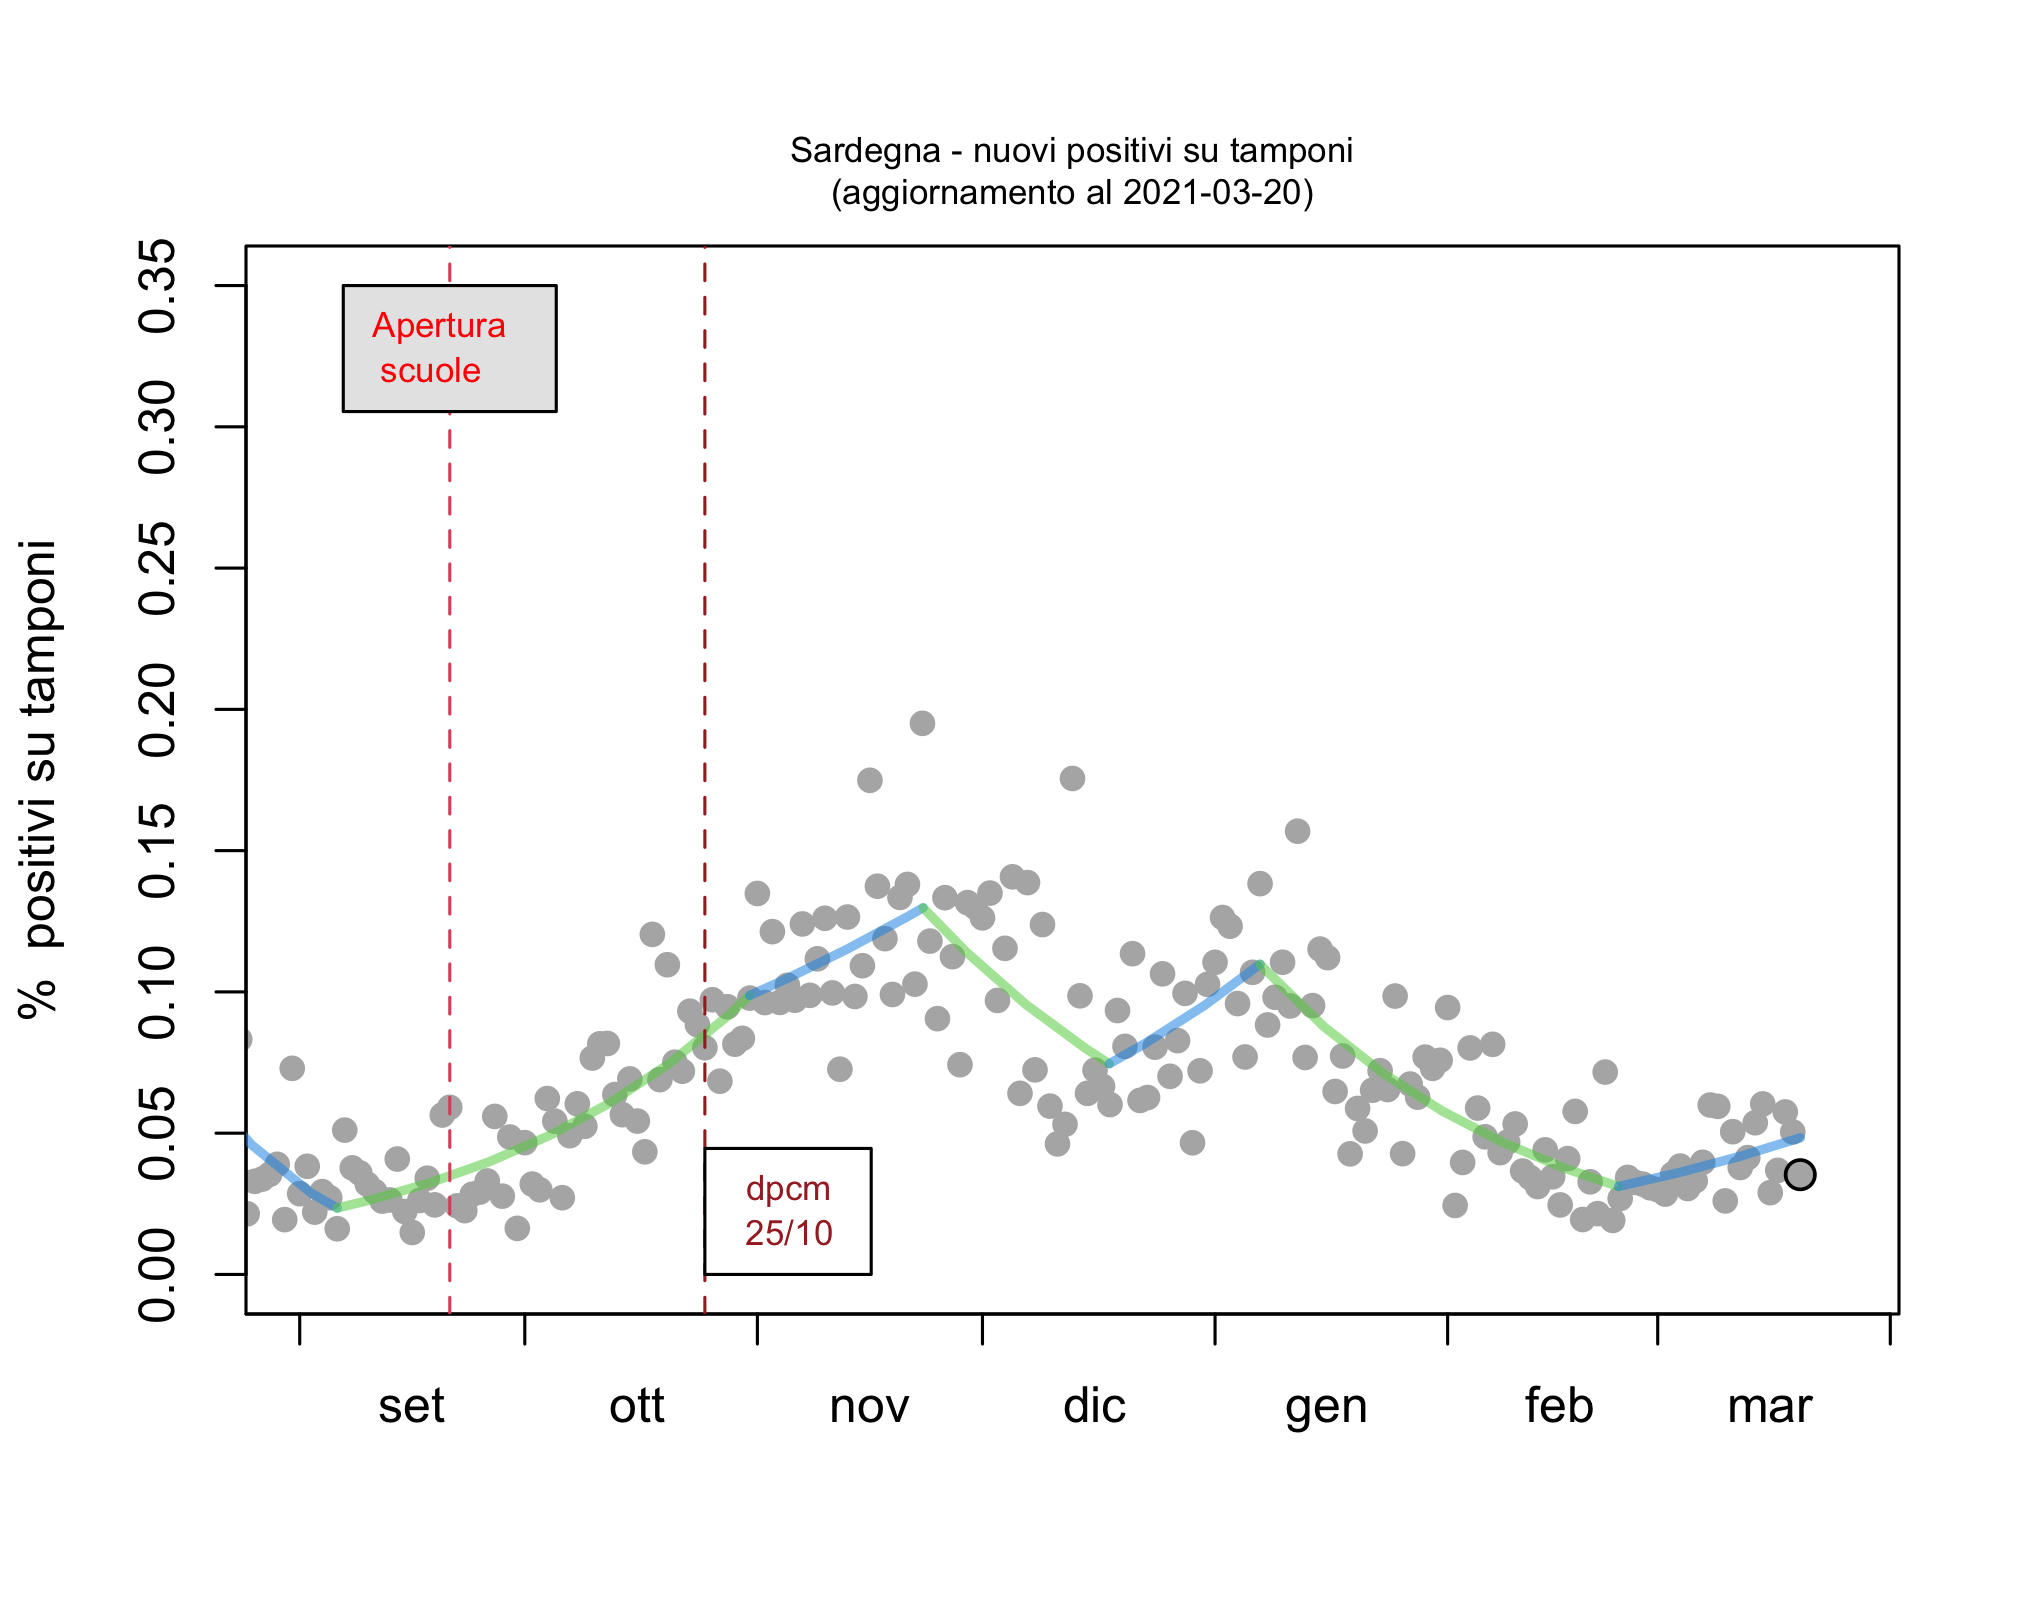 Sardegna - nuovi positivi su tamponi
(aggiornamento al 2021-03-20)
% positivi su tamponi
0.35
0.30
0.25
0.20
0.15
0.10
0.05
0.00
Apertura
scuole
dpcm
25/10
set ott nov dic gen feb mar